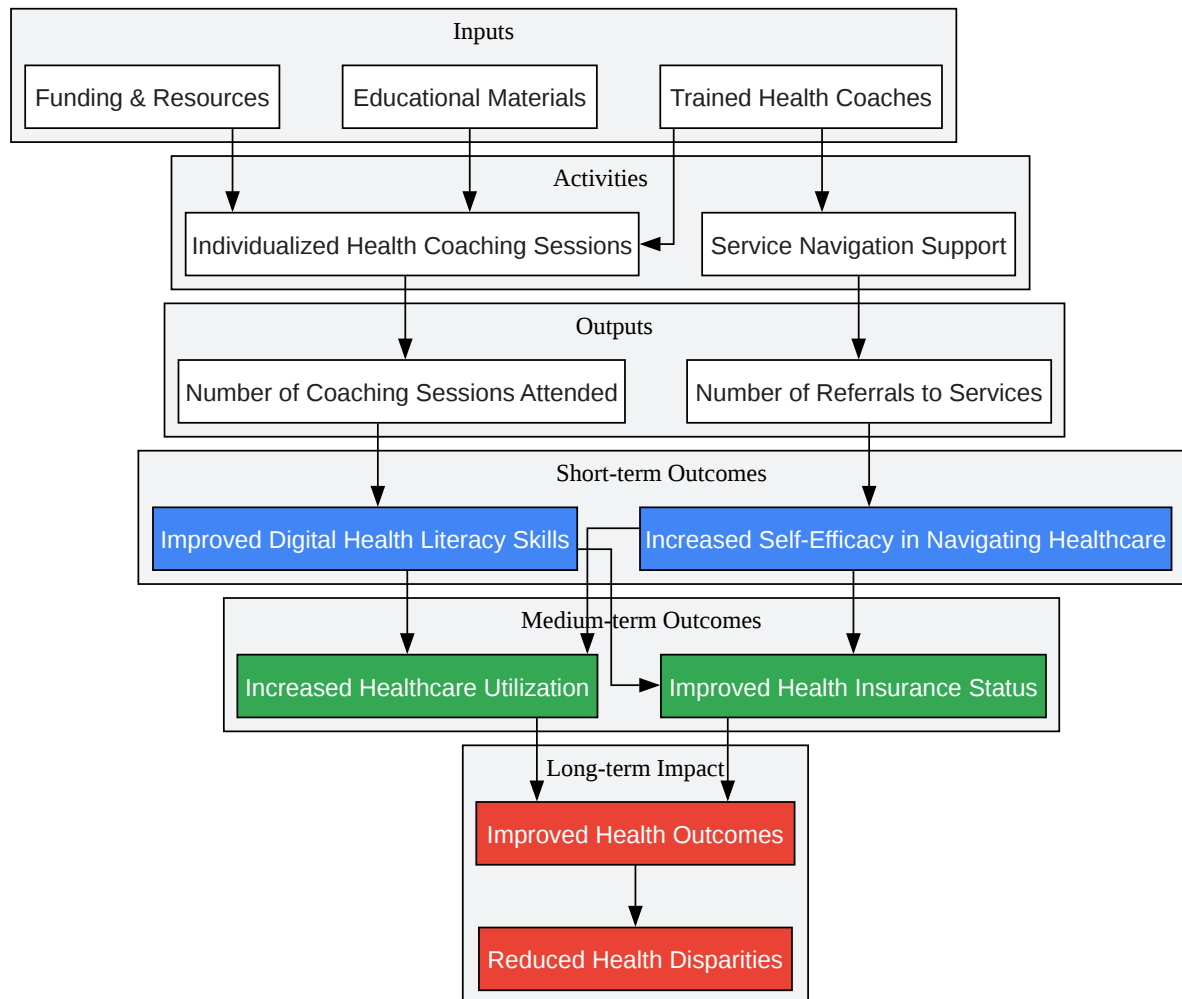 Inputs
Funding & Resources
Educational Materials
Trained Health Coaches
Activities
Individualized Health Coaching Sessions
Service Navigation Support
Outputs
Number of Coaching Sessions Attended
Number of Referrals to Services
Short-term Outcomes
Improved Digital Health Literacy Skills
Increased Self-Efficacy in Navigating Healthcare
Medium-term Outcomes
Increased Healthcare Utilization
Improved Health Insurance Status
Long-term Impact
Improved Health Outcomes
Reduced Health Disparities